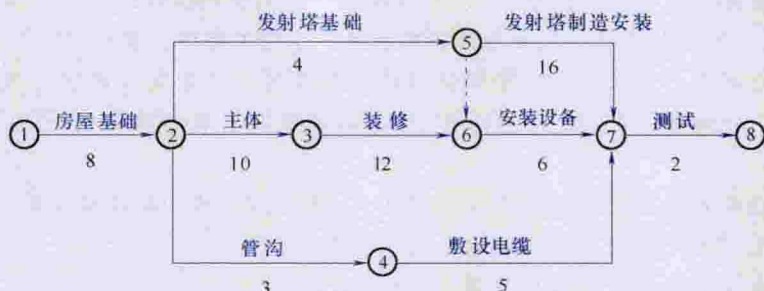 发射塔基础 ⑤ 发射塔制造安装
4 16
① 房屋基础 ② 主体 ③ 装修 ⑥ 安装设备 ⑦ 测试 ⑧
8 10 12 6 2
管沟 ④ 敷设电缆
3 5